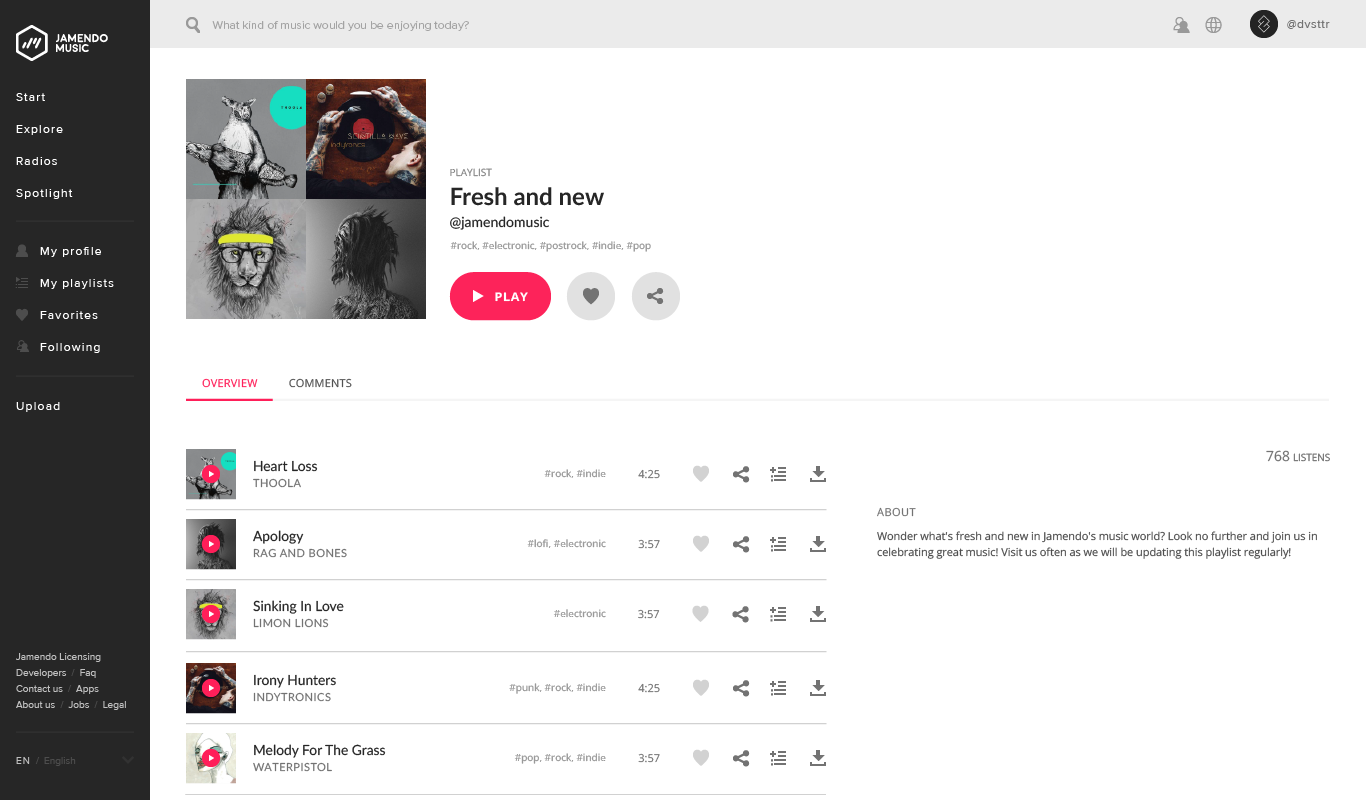 JAMENDO
MUSIC
What kind of music would you be enjoying today?
@dvsttr
Start
Explore
Radios
Spotlight
My profile
My playlists
Favorites
Following
Upload
Jamendo Licensing
Developers / Faq
Contact us / Apps
About us / Jobs / Legal
EN / English
THOOLA
indytronics
PLAYLIST
Fresh and new
@jamendomusic
#rock, #electronic, #postrock, #indie, #pop
PLAY
OVERVIEW
COMMENTS
Heart Loss
THOOLA
#rock, #indie
4:25
Apology
RAG AND BONES
#lofi, #electronic
3:57
Sinking In Love
LIMON LIONS
#electronic
3:57
Irony Hunters
INDYTRONICS
#punk, #rock, #indie
4:25
Melody For The Grass
WATERPISTOL
#pop, #rock, #indie
3:57
768 LISTENS
ABOUT
Wonder what's fresh and new in Jamendo's music world? Look no further and join us in
celebrating great music! Visit us often as we will be updating this playlist regularly!